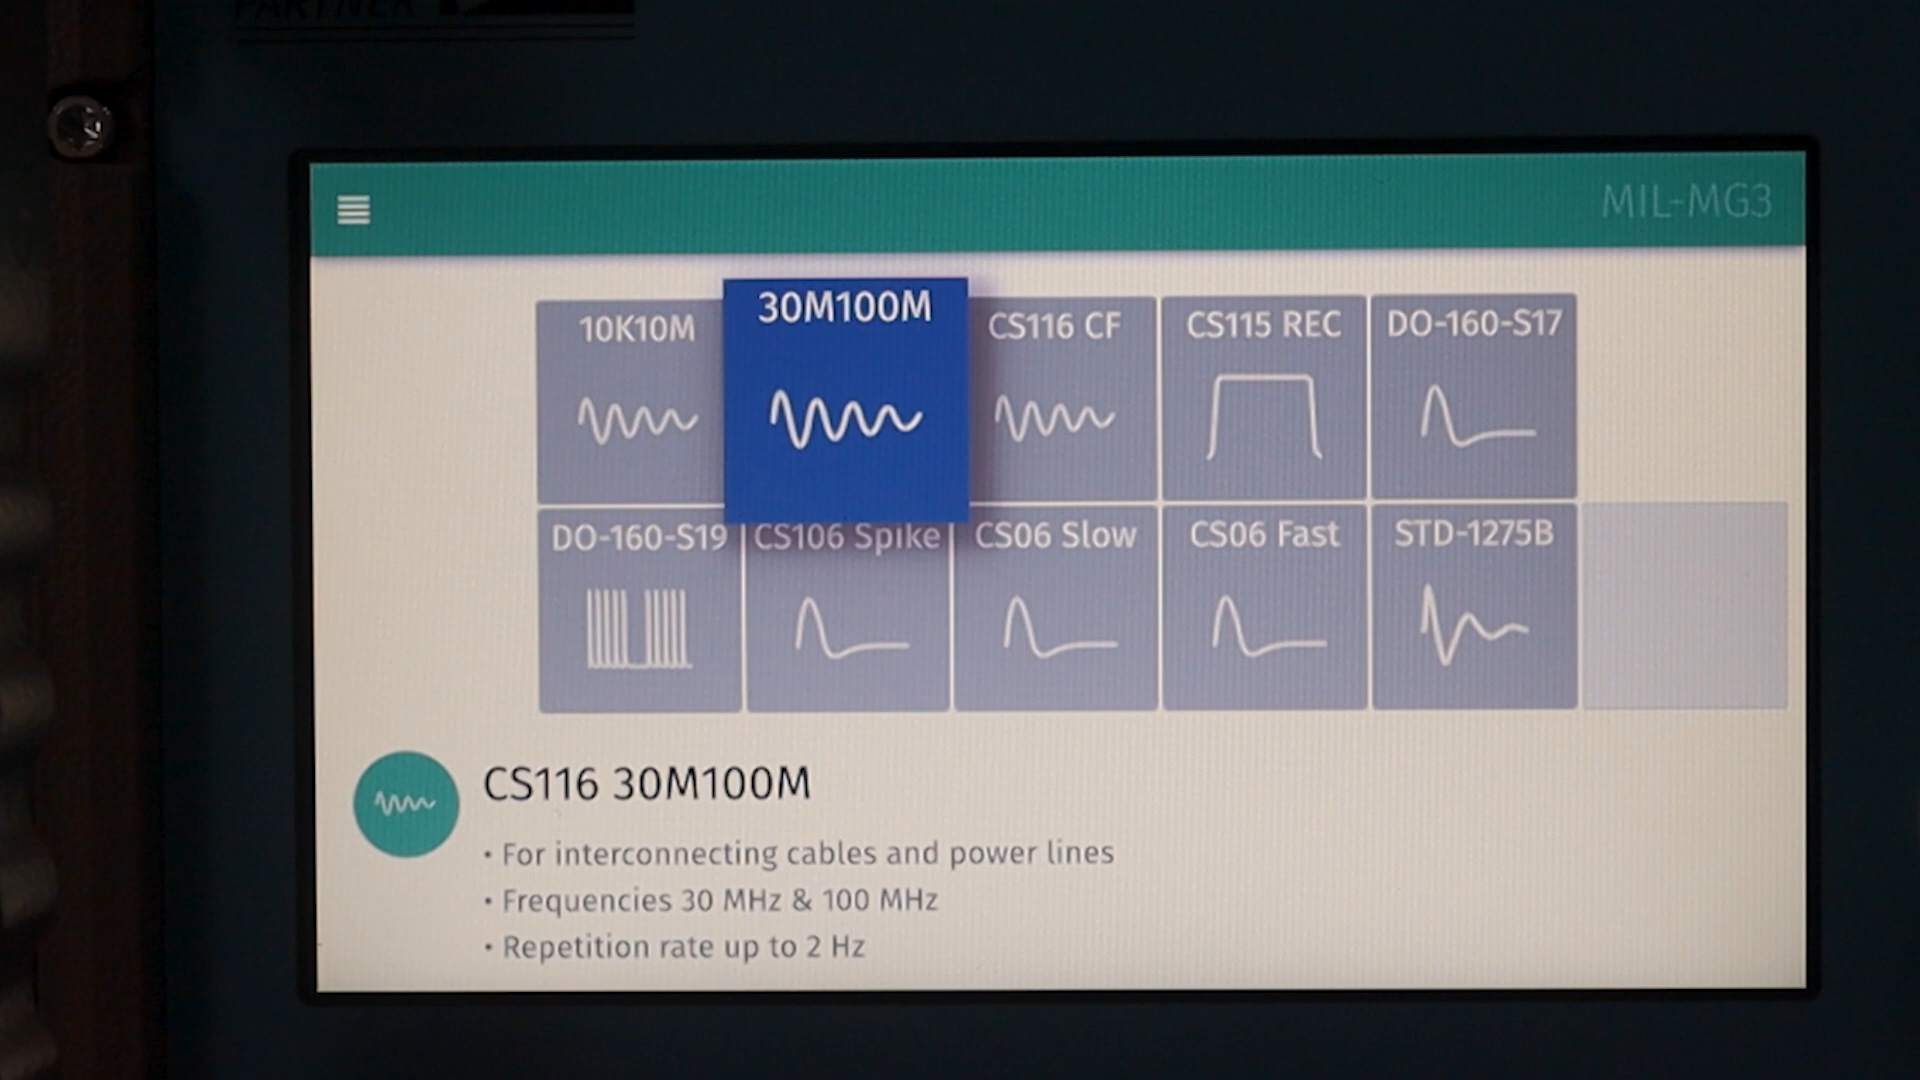 PARTNER
MIL-MG3
10K10M
30M100M
CS116 CF
CS115 REC
DO-160-S17
DO-160-S19
CS106 Spike
CS06 Slow
CS06 Fast
STD-1275B
CS116 30M100M
• For interconnecting cables and power lines
• Frequencies 30 MHz & 100 MHz
• Repetition rate up to 2 Hz